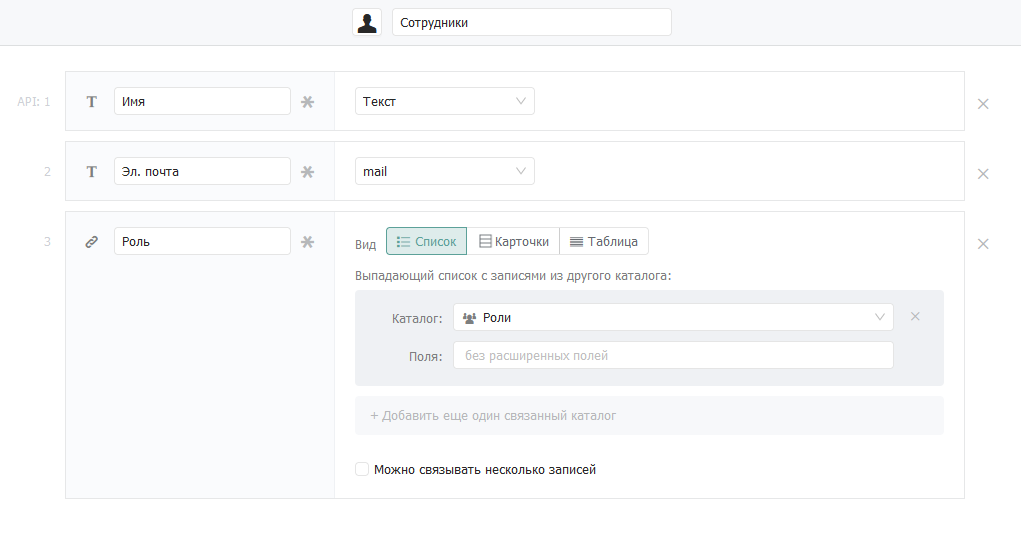 Сотрудники
API: 1 T Имя Текст
2 T Эл. почта mail
3 Роль Вид Список Карточки Таблица
Выпадающий список с записями из другого каталога:
Каталог: Роли
Поля: без расширенных полей
+ Добавить еще один связанный каталог
Можно связывать несколько записей